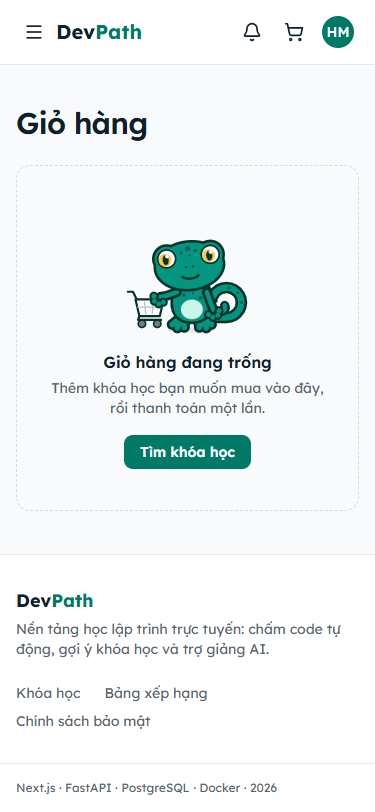 DevPath
HM
Giỏ hàng
Giỏ hàng đang trống
Thêm khóa học bạn muốn mua vào đây,
rồi thanh toán một lần.
Tìm khóa học
DevPath
Nền tảng học lập trình trực tuyến: chấm code tự
động, gợi ý khóa học và trợ giảng AI.
Khóa học Bảng xếp hạng
Chính sách bảo mật
Next.js · FastAPI · PostgreSQL · Docker · 2026